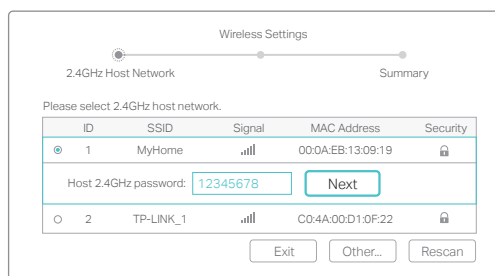 Wireless Settings
2.4GHz Host Network Summary
Please select 2.4GHz host network.
ID SSID Signal MAC Address Security
1 MyHome 00:0A:EB:13:09:19
Host 2.4GHz password: 12345678 Next
2 TP-LINK_1 C0:4A:00:D1:0F:22
Exit Other... Rescan